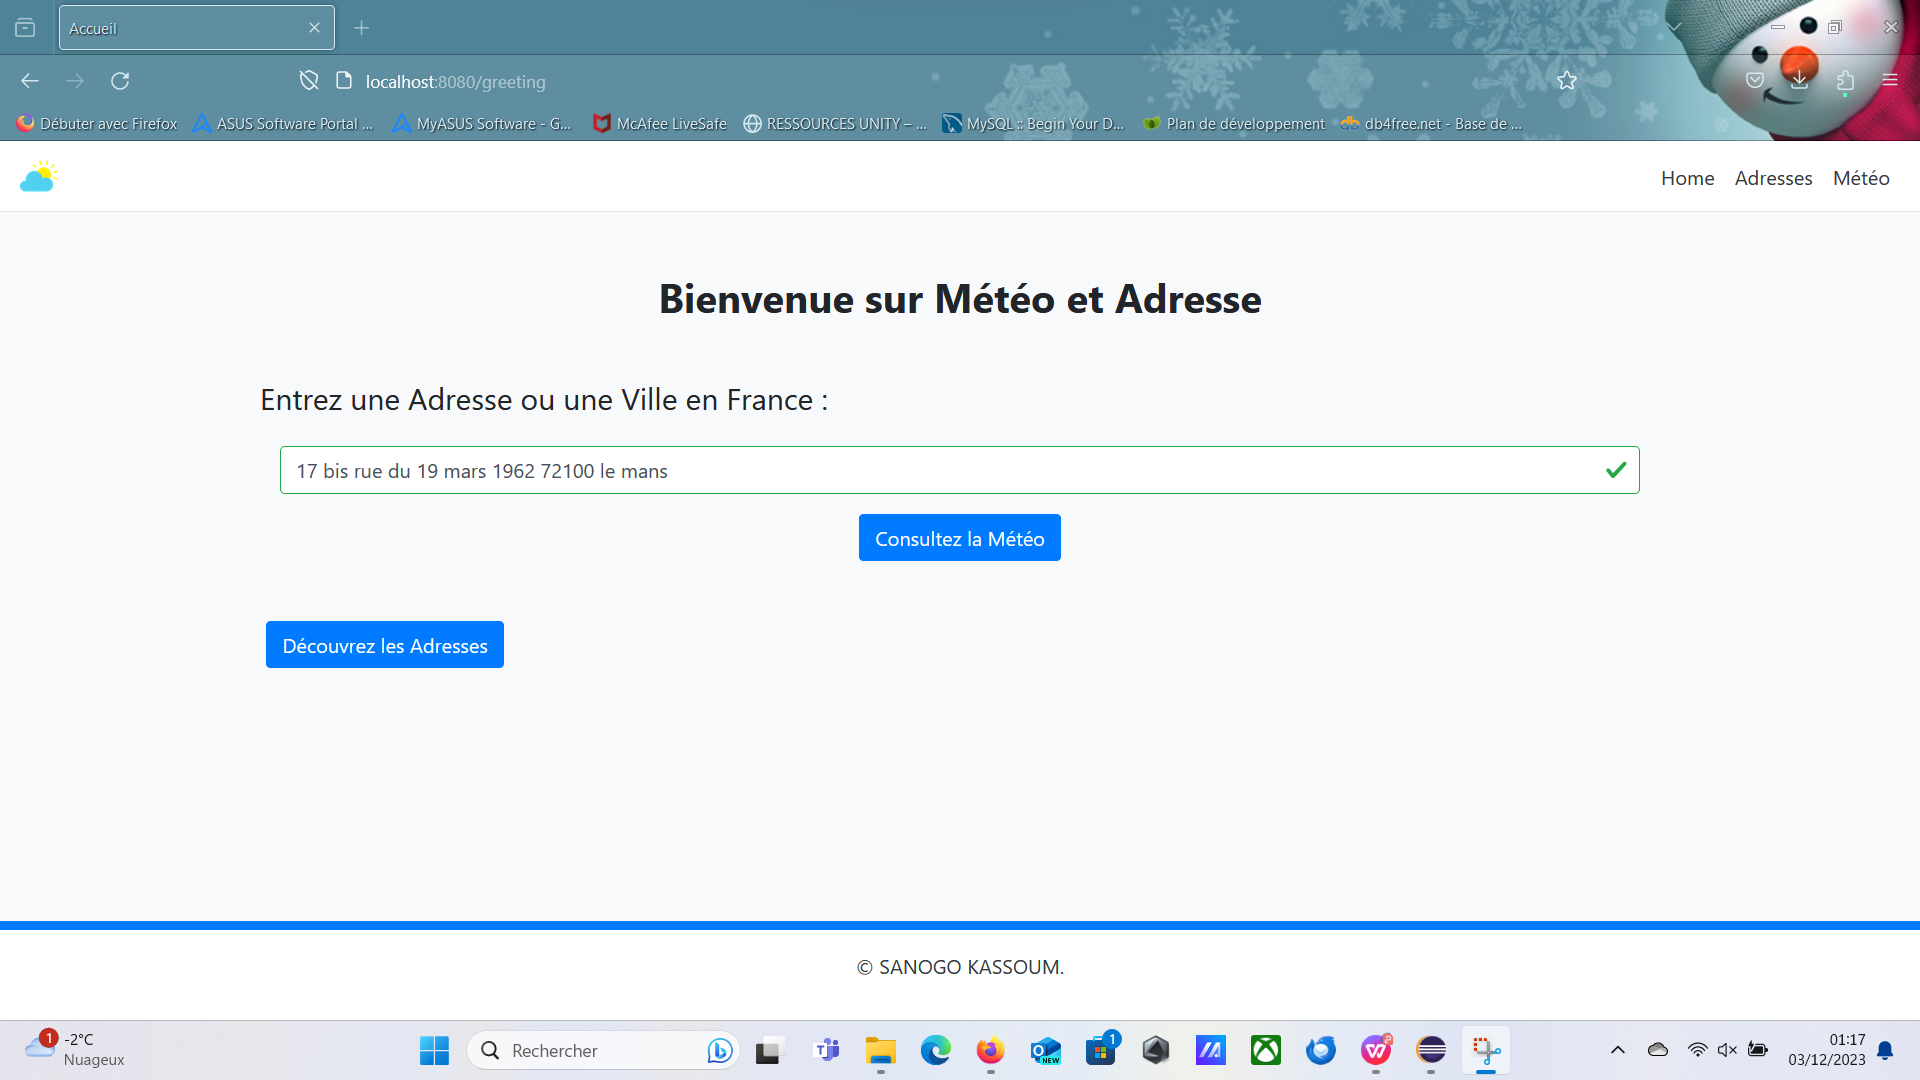 Accueil
localhost:8080/greeting
Débuter avec Firefox
ASUS Software Portal ...
MyASUS Software - G...
McAfee LiveSafe
RESSOURCES UNITY – ...
MySQL :: Begin Your D...
Plan de développement
db4free.net - Base de ...
Home
Adresses
Météo
Bienvenue sur Météo et Adresse
Entrez une Adresse ou une Ville en France :
17 bis rue du 19 mars 1962 72100 le mans
Consultez la Météo
Découvrez les Adresses
© SANOGO KASSOUM.
1
-2°C
Nuageux
Rechercher
NEW
1
01:17
03/12/2023